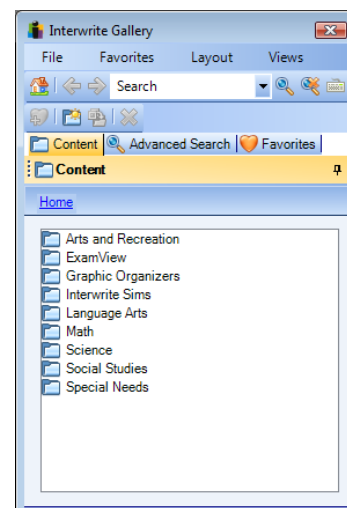 Interwrite Gallery
File Favorites Layout Views
Search
Content Advanced Search Favorites
Content
Home
Arts and Recreation
ExamView
Graphic Organizers
Interwrite Sims
Language Arts
Math
Science
Social Studies
Special Needs